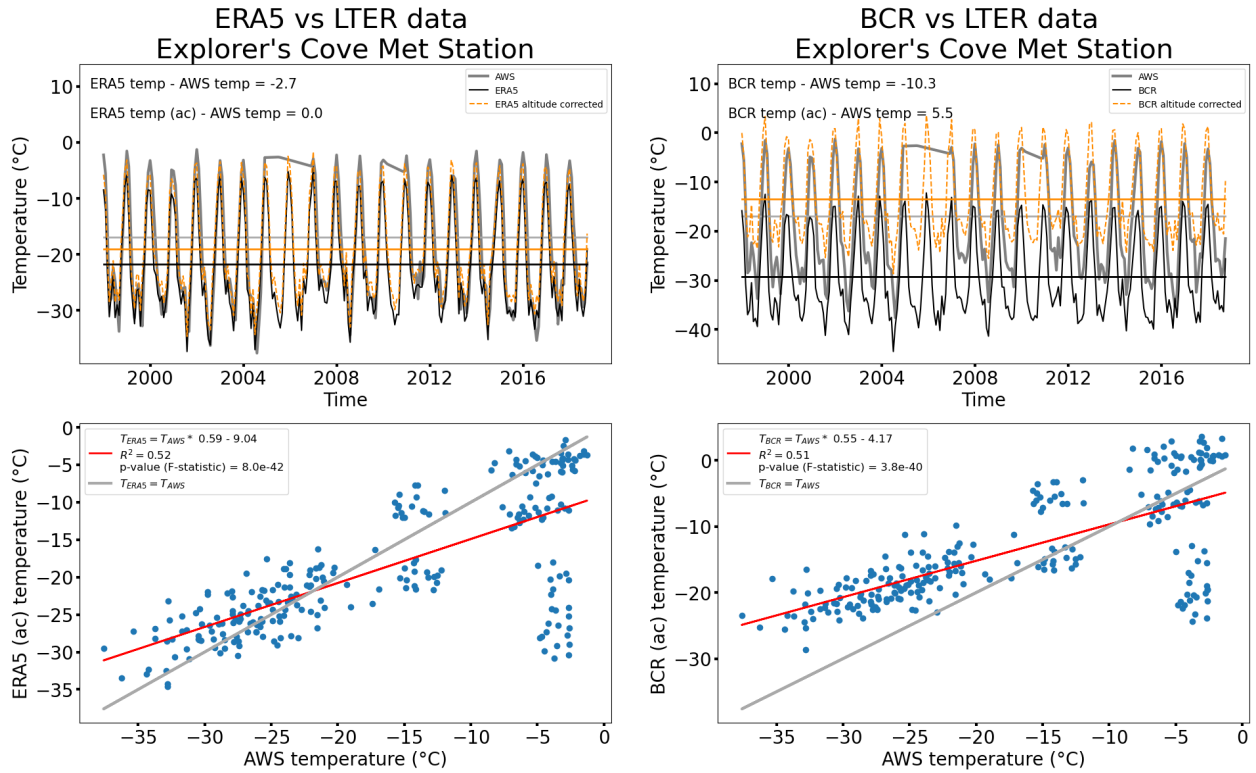 ERA5 vs LTER data
Explorer's Cove Met Station
ERA5 temp - AWS temp = -2.7
ERA5 temp (ac) - AWS temp = 0.0
AWS
ERA5
ERA5 altitude corrected
Temperature (°C)
10
0
−10
−20
−30
2000
2004
2008
2012
2016
Time
BCR vs LTER data
Explorer's Cove Met Station
BCR temp - AWS temp = -10.3
BCR temp (ac) - AWS temp = 5.5
AWS
BCR
BCR altitude corrected
Temperature (°C)
10
0
−10
−20
−30
−40
2000
2004
2008
2012
2016
Time
T_ERA5 = T_AWS * 0.59 - 9.04
R² = 0.52
p-value (F-statistic) = 8.0e-42
T_ERA5 = T_AWS
ERA5 (ac) temperature (°C)
0
−5
−10
−15
−20
−25
−30
−35
−35
−30
−25
−20
−15
−10
−5
0
AWS temperature (°C)
T_BCR = T_AWS * 0.55 - 4.17
R² = 0.51
p-value (F-statistic) = 3.8e-40
T_BCR = T_AWS
BCR (ac) temperature (°C)
0
−10
−20
−30
−35
−30
−25
−20
−15
−10
−5
0
AWS temperature (°C)